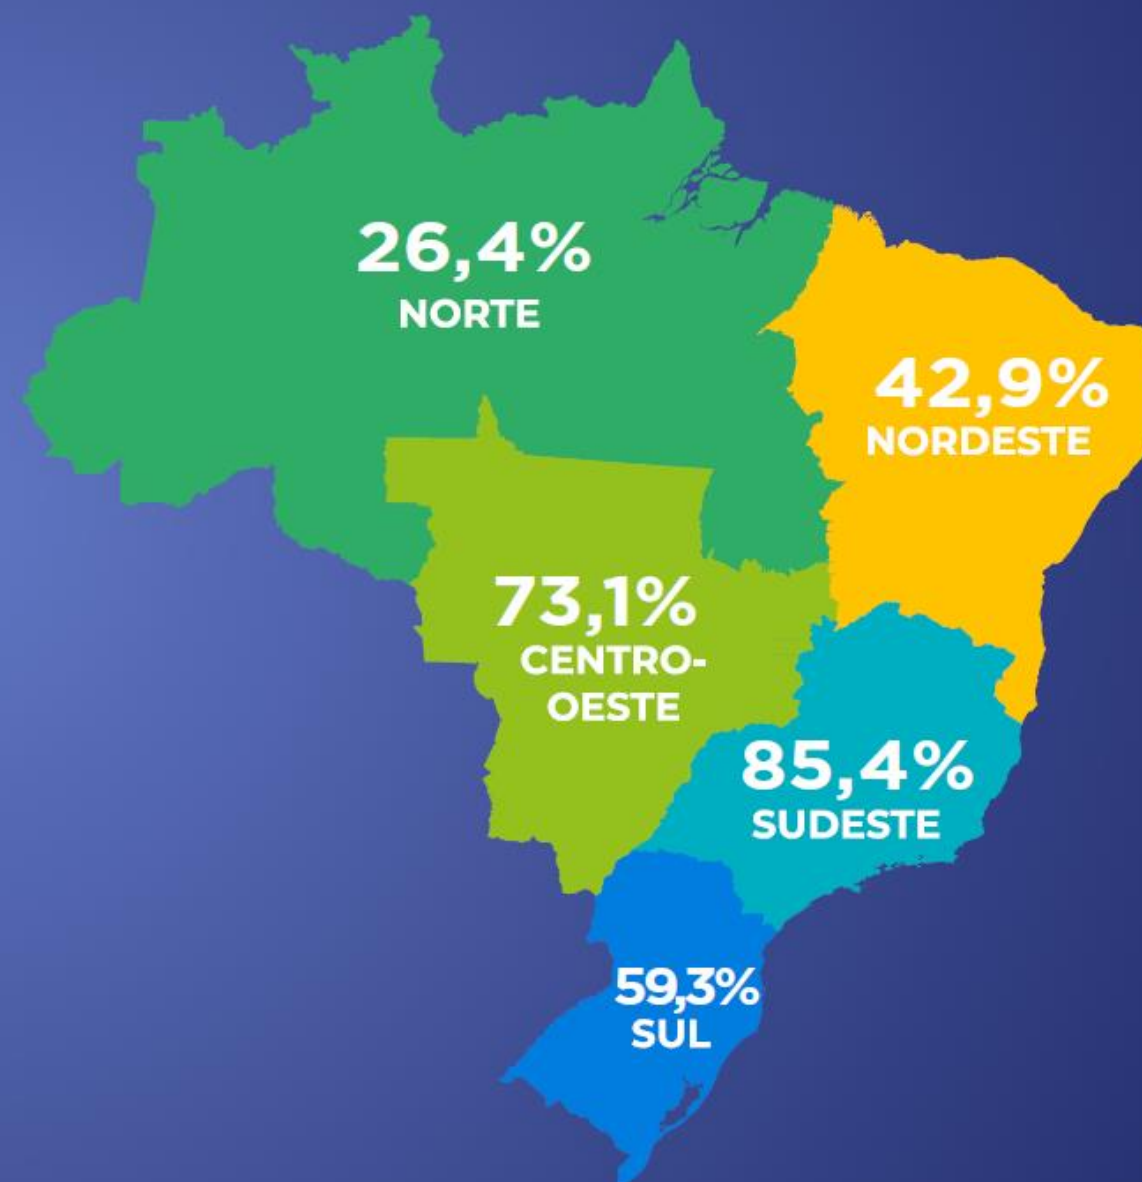 26,4%
NORTE
42,9%
NORDESTE
73,1%
CENTRO-
OESTE
85,4%
SUDESTE
59,3%
SUL